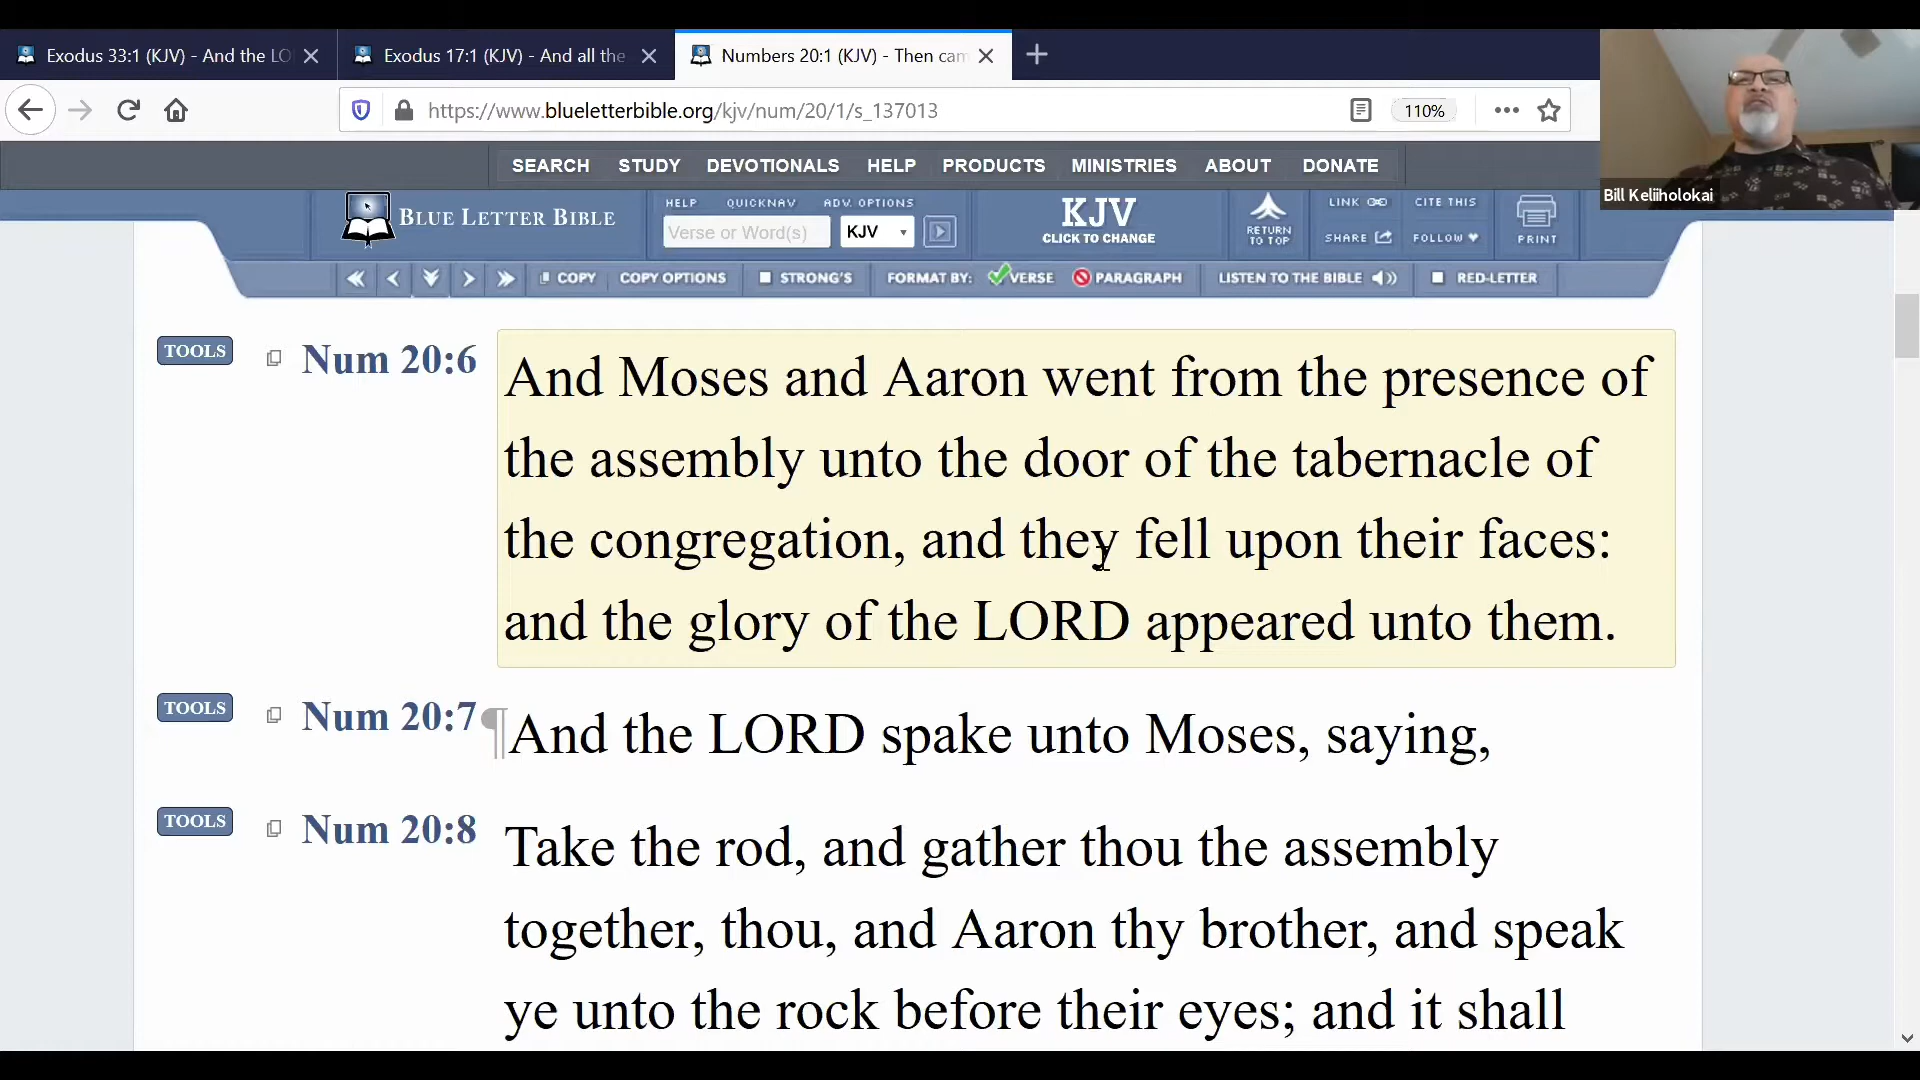 Exodus 33:1 (KJV) - And the LO
Exodus 17:1 (KJV) - And all the
Numbers 20:1 (KJV) - Then cam
https://www.blueletterbible.org/kjv/num/20/1/s_137013
110%
SEARCH STUDY DEVOTIONALS HELP PRODUCTS MINISTRIES ABOUT DONATE
Bill Keliiholokai
BLUE LETTER BIBLE
HELP QUICKNAV ADV. OPTIONS
Verse or Word(s) KJV
KJV
CLICK TO CHANGE
RETURN
TO TOP
LINK CITE THIS
SHARE FOLLOW
PRINT
COPY COPY OPTIONS STRONG'S FORMAT BY: VERSE PARAGRAPH LISTEN TO THE BIBLE RED-LETTER
TOOLS Num 20:6 And Moses and Aaron went from the presence of
the assembly unto the door of the tabernacle of
the congregation, and they fell upon their faces:
and the glory of the LORD appeared unto them.
TOOLS Num 20:7 ¶And the LORD spake unto Moses, saying,
TOOLS Num 20:8 Take the rod, and gather thou the assembly
together, thou, and Aaron thy brother, and speak
ye unto the rock before their eyes; and it shall